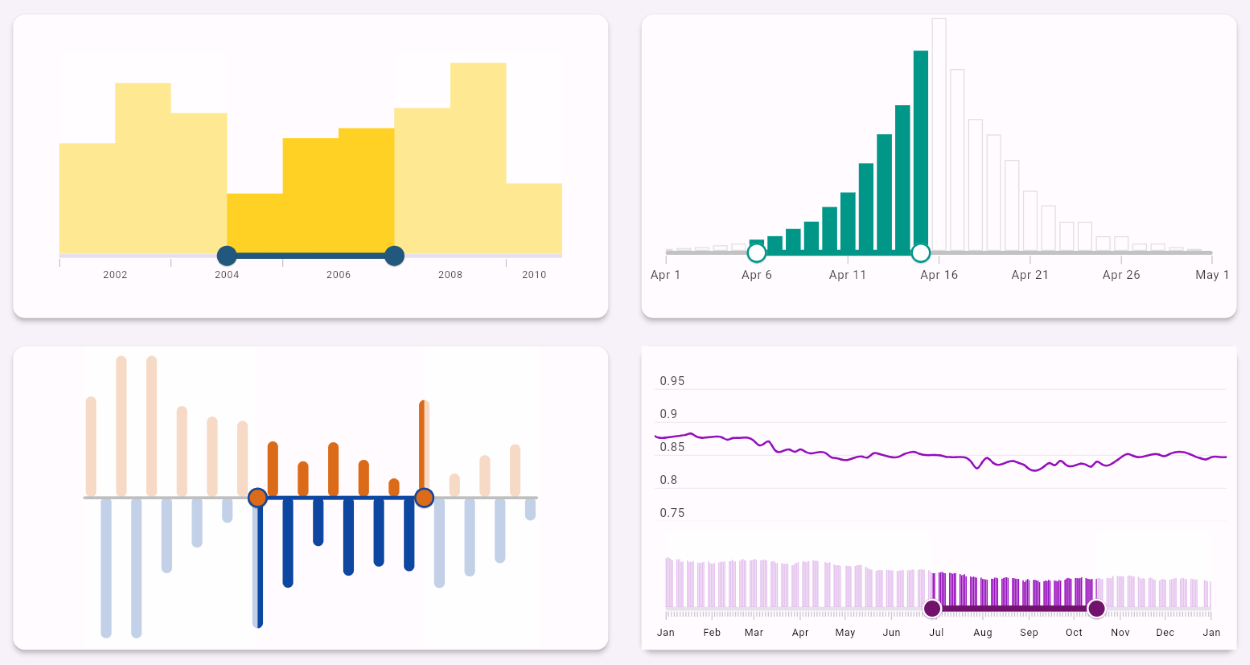 2002 2004 2006 2008 2010
Apr 1 Apr 6 Apr 11 Apr 16 Apr 21 Apr 26 May 1
0.95
0.9
0.85
0.8
0.75
Jan Feb Mar Apr May Jun Jul Aug Sep Oct Nov Dec Jan